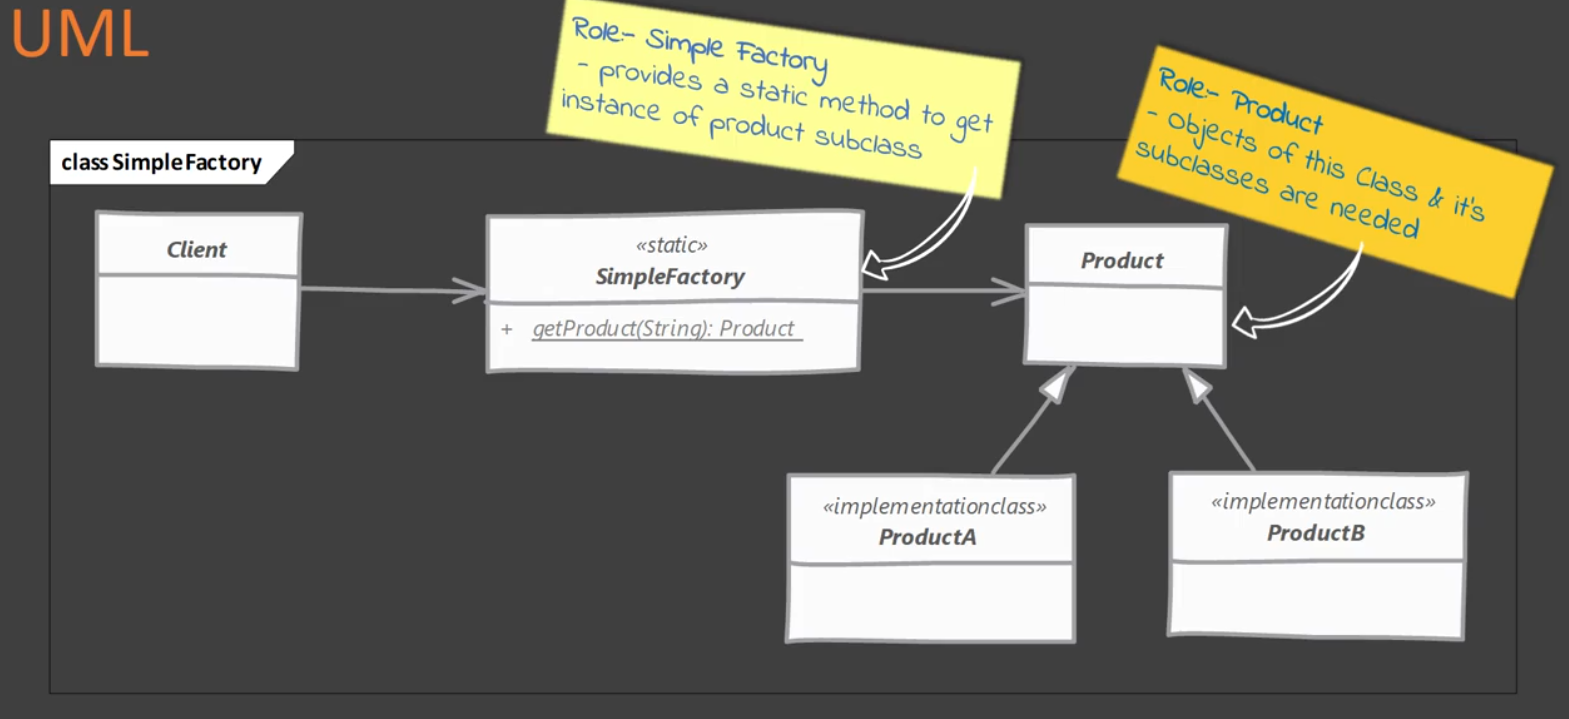 UML
Role:- Simple Factory
- provides a static method to get
instance of product subclass
Role:- Product
- Objects of this Class & it's
subclasses are needed
class SimpleFactory
Client
«static»
SimpleFactory
+ getProduct(String): Product
Product
«implementationclass»
ProductA
«implementationclass»
ProductB